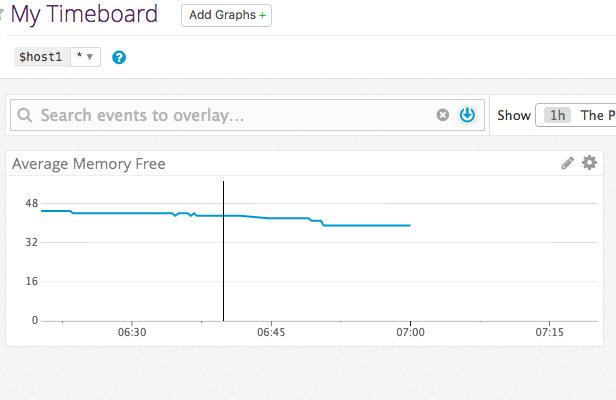 My Timeboard
Add Graphs +
$host1 * ▾ ?
Search events to overlay...
Show 1h The P
Average Memory Free
48
32
16
0
06:30 06:45 07:00 07:15